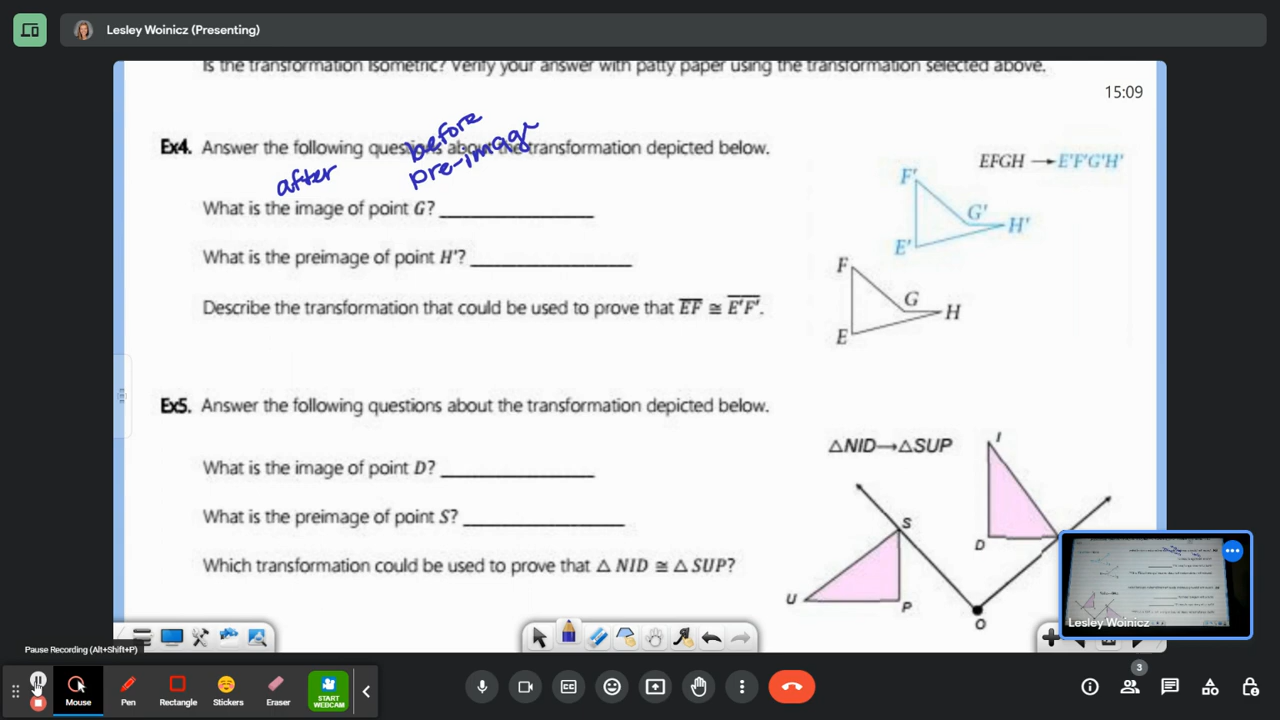 Lesley Woinicz (Presenting)
Is the transformation isometric? Verify your answer with patty paper using the transformation selected above.
15:09
before
Ex4. Answer the following questions about the transformation depicted below.
pre-image
after
EFGH → E'F'G'H'
What is the image of point G? ____________
F'
G'
H'
E'
What is the preimage of point H'? ____________
F
G
H
E
Describe the transformation that could be used to prove that EF ≅ E'F'.
Ex5. Answer the following questions about the transformation depicted below.
△NID→△SUP
I
What is the image of point D? ____________
What is the preimage of point S? ____________
S
D
Which transformation could be used to prove that △ NID ≅ △ SUP?
U
P
O
Lesley Woinicz
Pause Recording (Alt+Shift+P)
Mouse
Pen
Rectangle
Stickers
Eraser
START
WEBCAM
3